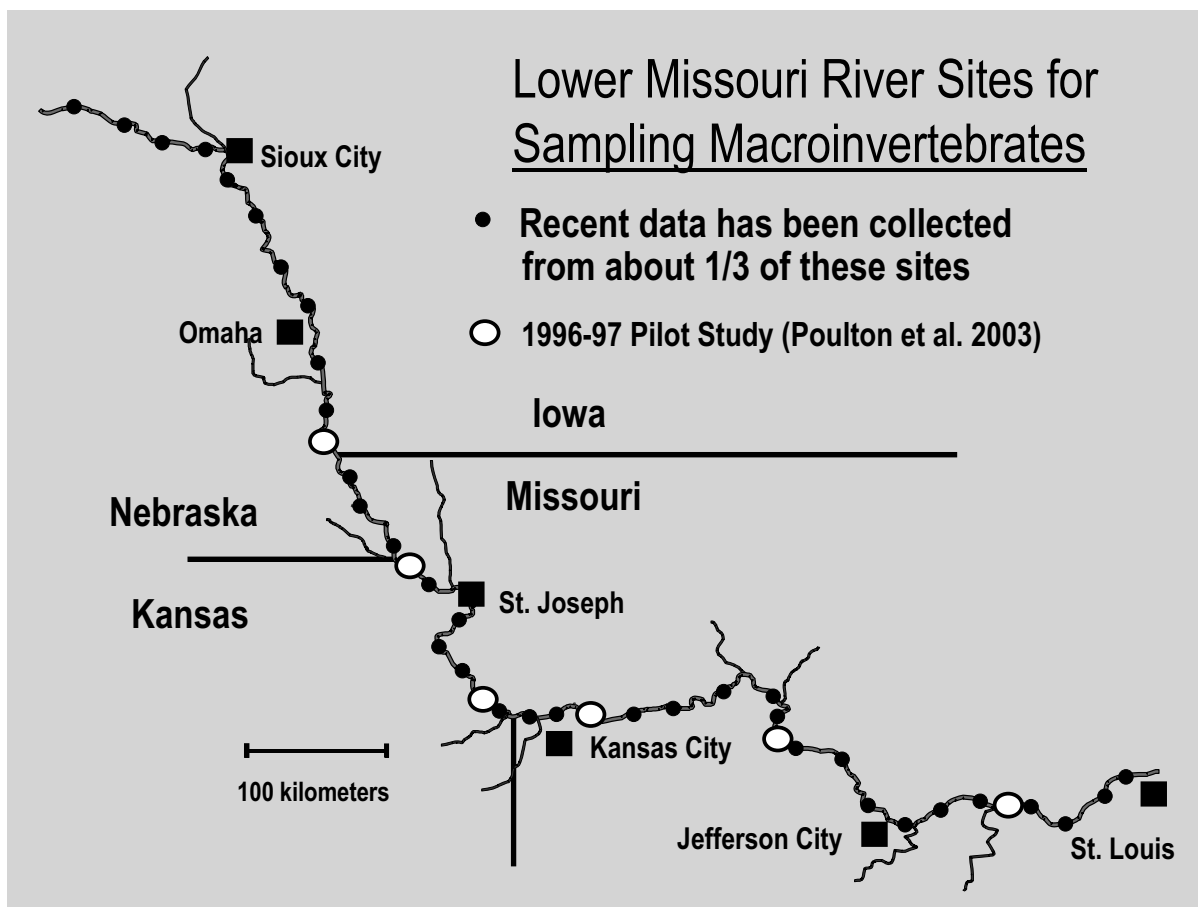 Lower Missouri River Sites for
Sampling Macroinvertebrates
Sioux City
Recent data has been collected
from about 1/3 of these sites
Omaha
1996-97 Pilot Study (Poulton et al. 2003)
Iowa
Nebraska
Missouri
Kansas
St. Joseph
Kansas City
100 kilometers
Jefferson City
St. Louis